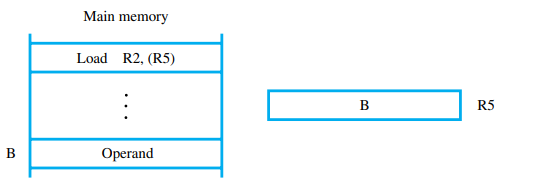 Main memory
Load R2, (R5)
B R5
B Operand